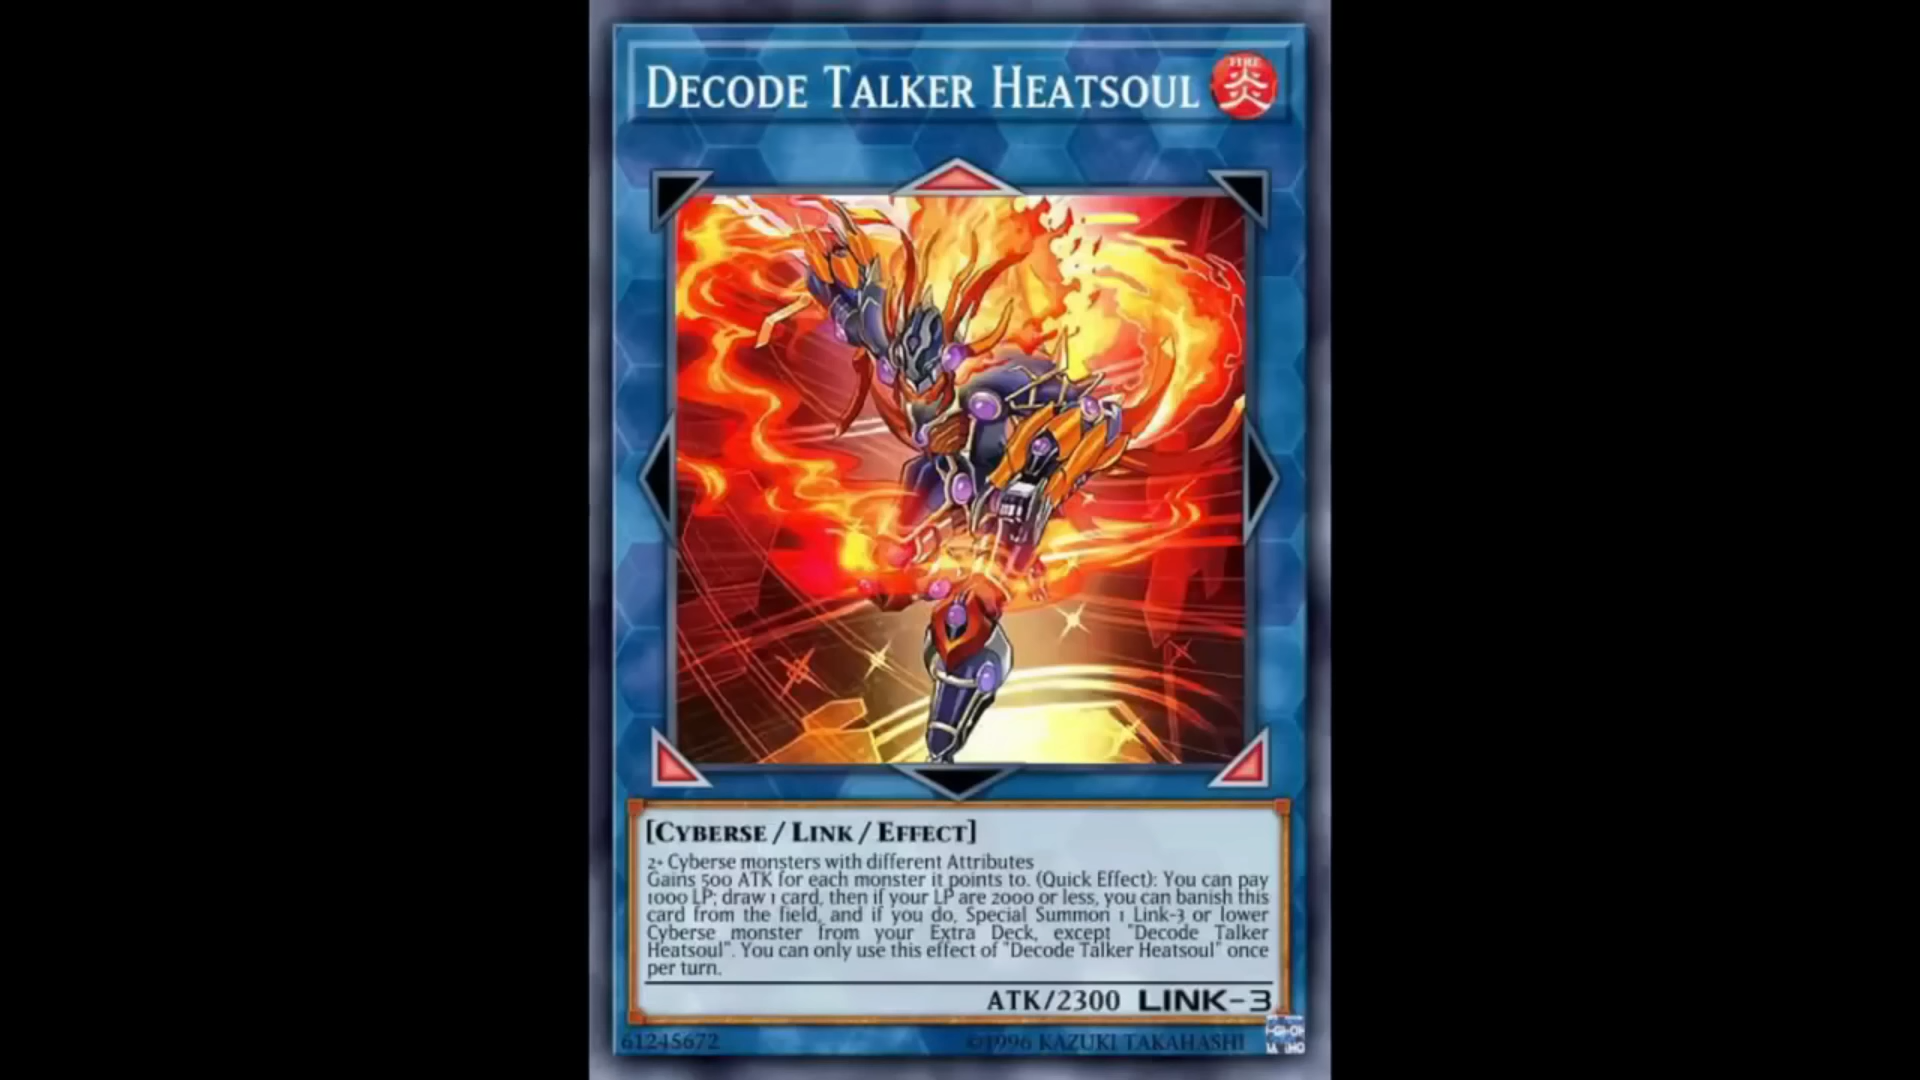 DECODE TALKER HEATSOUL
FIRE
炎
[CYBERSE / LINK / EFFECT]
2+ Cyberse monsters with different Attributes
Gains 500 ATK for each monster it points to. (Quick Effect): You can pay
1000 LP; draw 1 card, then if your LP are 2000 or less, you can banish this
card from the field, and if you do, Special Summon 1 Link-3 or lower
Cyberse monster from your Extra Deck, except "Decode Talker
Heatsoul". You can only use this effect of "Decode Talker Heatsoul" once
per turn.
ATK/2300 LINK-3
61245672 ©1996 KAZUKI TAKAHASHI